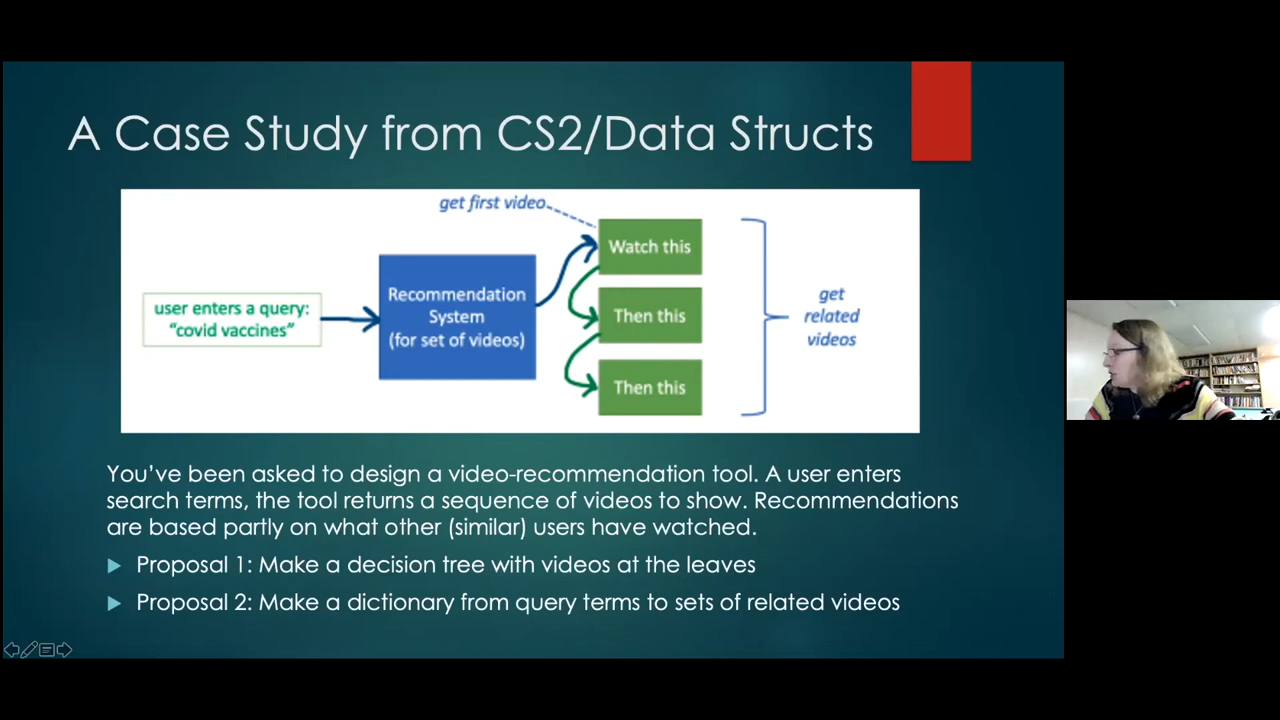 A Case Study from CS2/Data Structs
get first video
Watch this
user enters a query:
"covid vaccines"
Recommendation
System
(for set of videos)
Then this
Then this
get
related
videos
You've been asked to design a video-recommendation tool. A user enters
search terms, the tool returns a sequence of videos to show. Recommendations
are based partly on what other (similar) users have watched.
Proposal 1: Make a decision tree with videos at the leaves
Proposal 2: Make a dictionary from query terms to sets of related videos